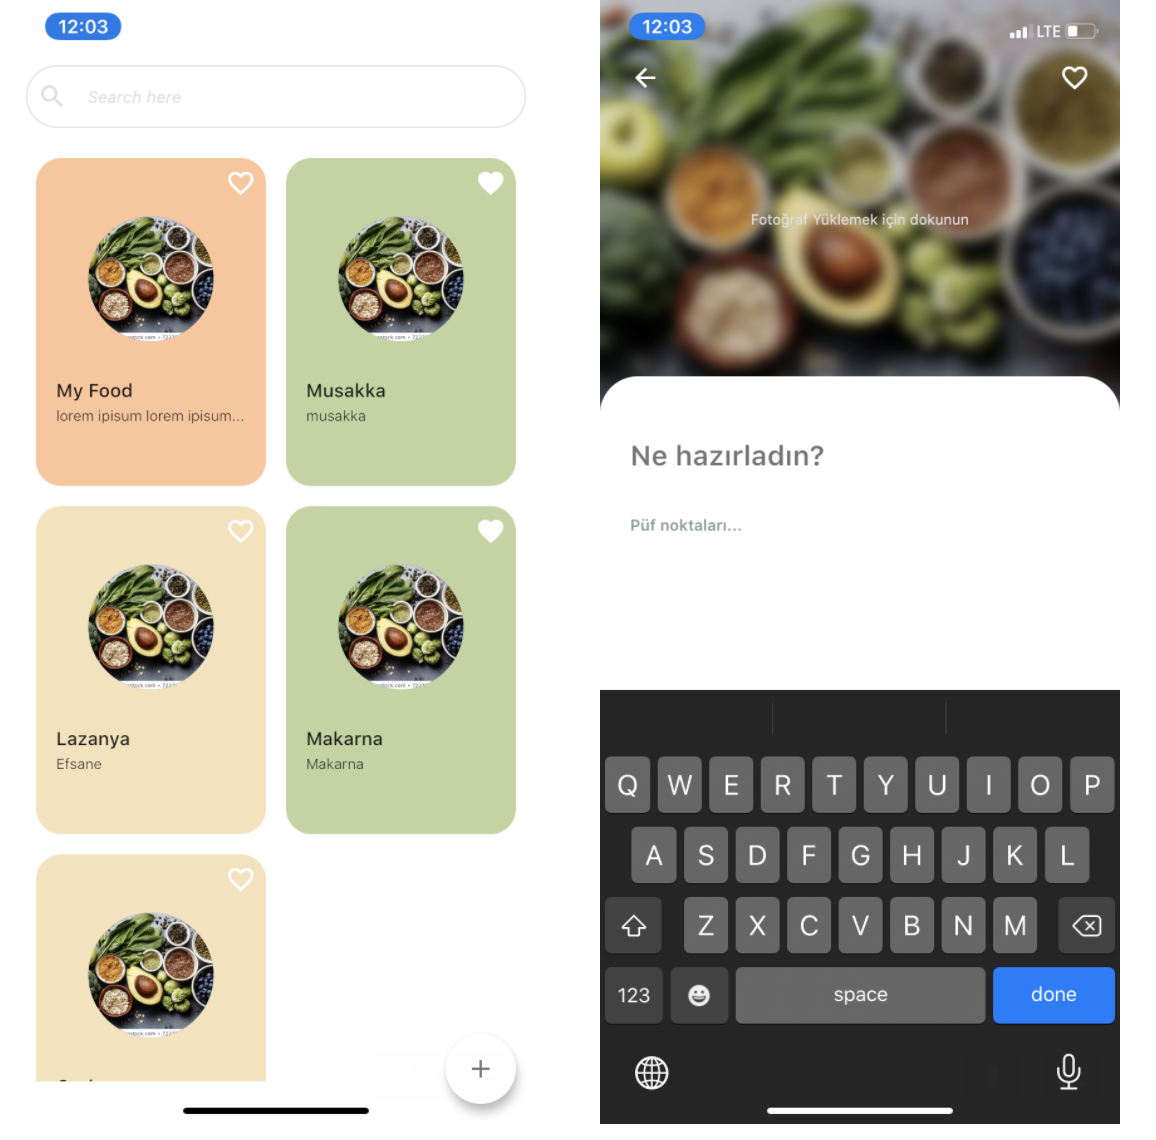 12:03
Search here
My Food
lorem ipisum lorem ipisum...
Musakka
musakka
Lazanya
Efsane
Makarna
Makarna
12:03
LTE
Fotoğraf Yüklemek için dokunun
Ne hazırladın?
Püf noktaları...
Q W E R T Y U I O P
A S D F G H J K L
Z X C V B N M
123 space done